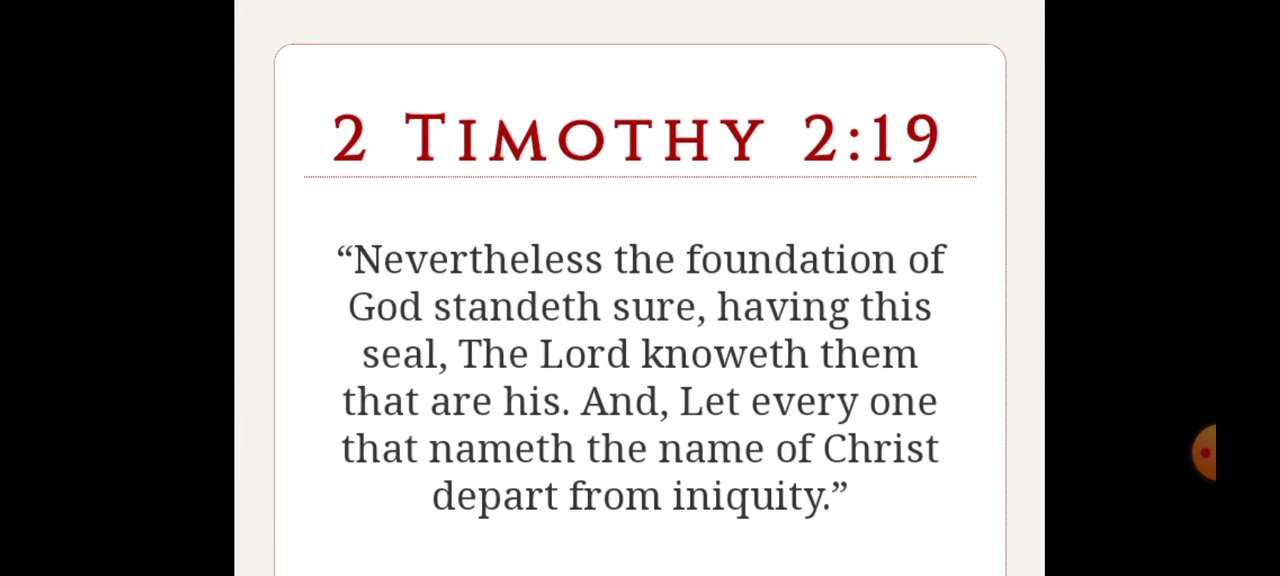 2 Timothy 2:19
“Nevertheless the foundation of
God standeth sure, having this
seal, The Lord knoweth them
that are his. And, Let every one
that nameth the name of Christ
depart from iniquity.”